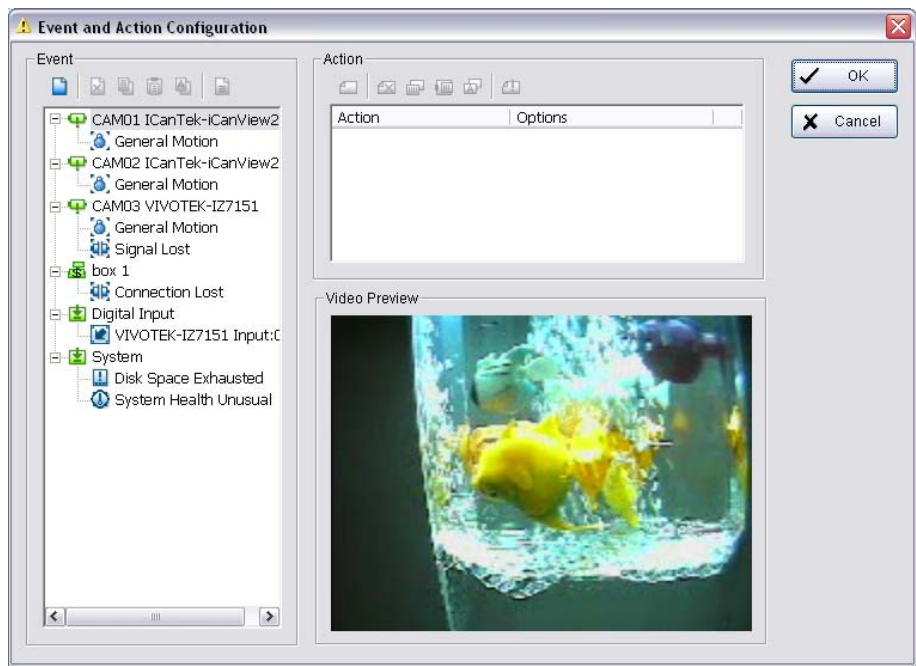 Event and Action Configuration
Event
CAM01 ICanTek-iCanView2
General Motion
CAM02 ICanTek-iCanView2
General Motion
CAM03 VIVOTEK-IZ7151
General Motion
Signal Lost
box 1
Connection Lost
Digital Input
VIVOTEK-IZ7151 Input:0
System
Disk Space Exhausted
System Health Unusual
Action
Action Options
Video Preview
OK
Cancel